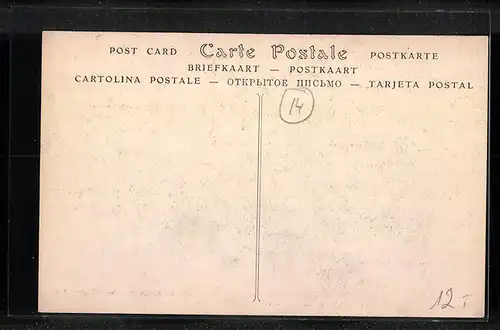 POST CARD Carte Postale POSTKARTE
BRIEFKAART — POSTKAART
CARTOLINA POSTALE — ОТКРЫТОЕ ПИСЬМО — TARJETA POSTAL
14
12